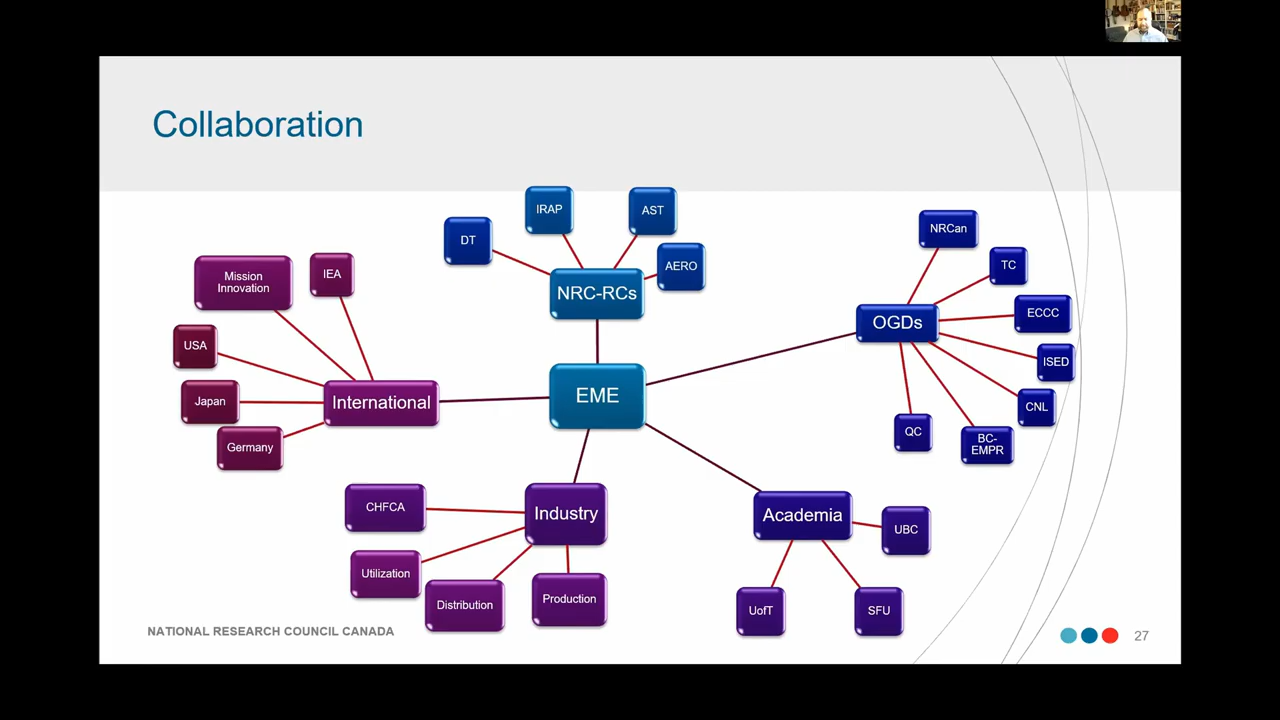 Collaboration
IRAP
AST
DT
AERO
NRC-RCs
NRCan
TC
ECCC
OGDs
ISED
CNL
QC
BC-
EMPR
Mission
Innovation
IEA
USA
Japan
Germany
International
EME
CHFCA
Industry
Utilization
Distribution
Production
Academia
UBC
UofT
SFU
NATIONAL RESEARCH COUNCIL CANADA
27